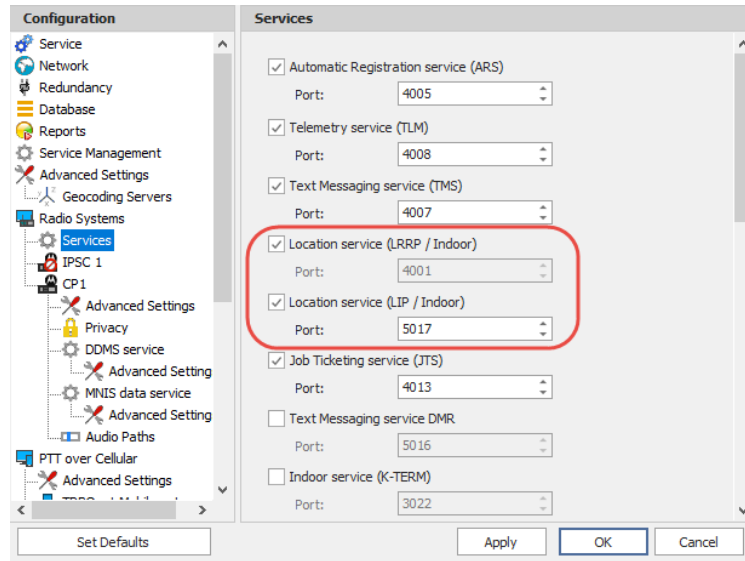 Configuration
Service
Network
Redundancy
Database
Reports
Service Management
Advanced Settings
Geocoding Servers
Radio Systems
Services
IPSC 1
CP1
Advanced Settings
Privacy
DDMS service
Advanced Setting
MNIS data service
Advanced Setting
Audio Paths
PTT over Cellular
Advanced Settings
Set Defaults
Services
Automatic Registration service (ARS)
Port: 4005
Telemetry service (TLM)
Port: 4008
Text Messaging service (TMS)
Port: 4007
Location service (LRRP / Indoor)
Port: 4001
Location service (LIP / Indoor)
Port: 5017
Job Ticketing service (JTS)
Port: 4013
Text Messaging service DMR
Port: 5016
Indoor service (K-TERM)
Port: 3022
Apply OK Cancel